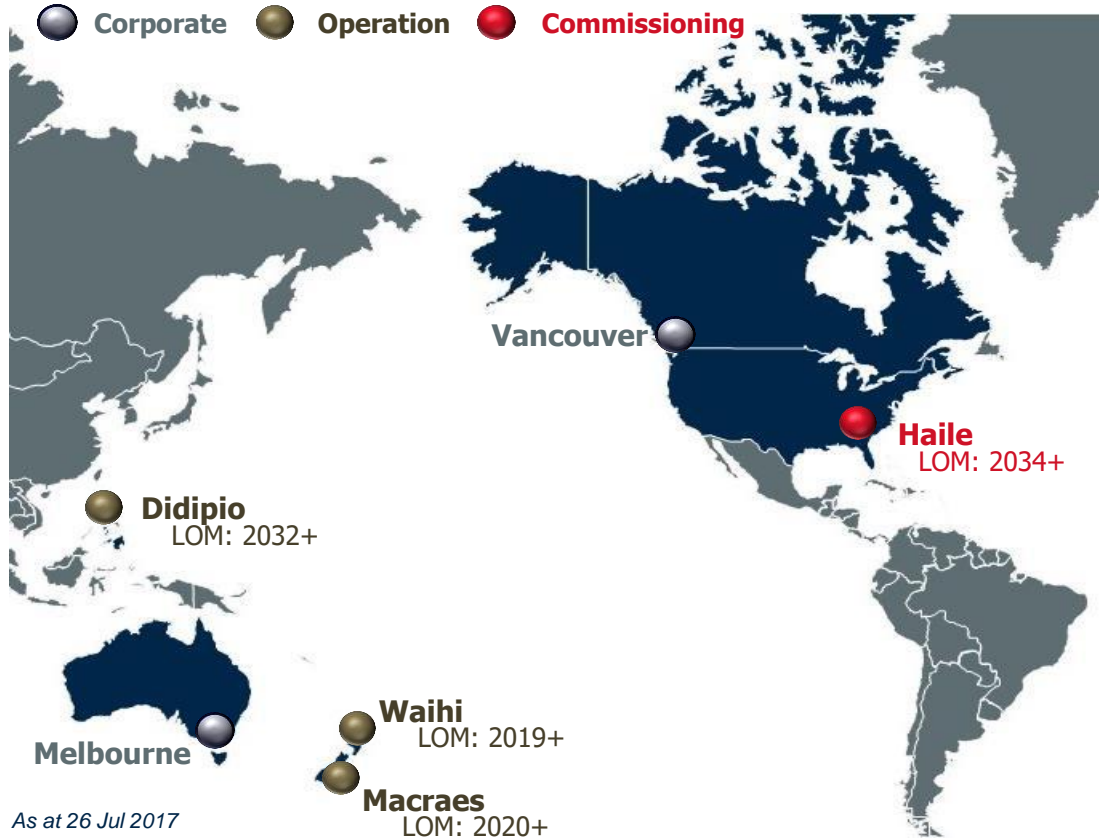 Corporate Operation Commissioning
Vancouver
Haile
LOM: 2034+
Didipio
LOM: 2032+
Waihi
LOM: 2019+
Melbourne
Macraes
LOM: 2020+
As at 26 Jul 2017